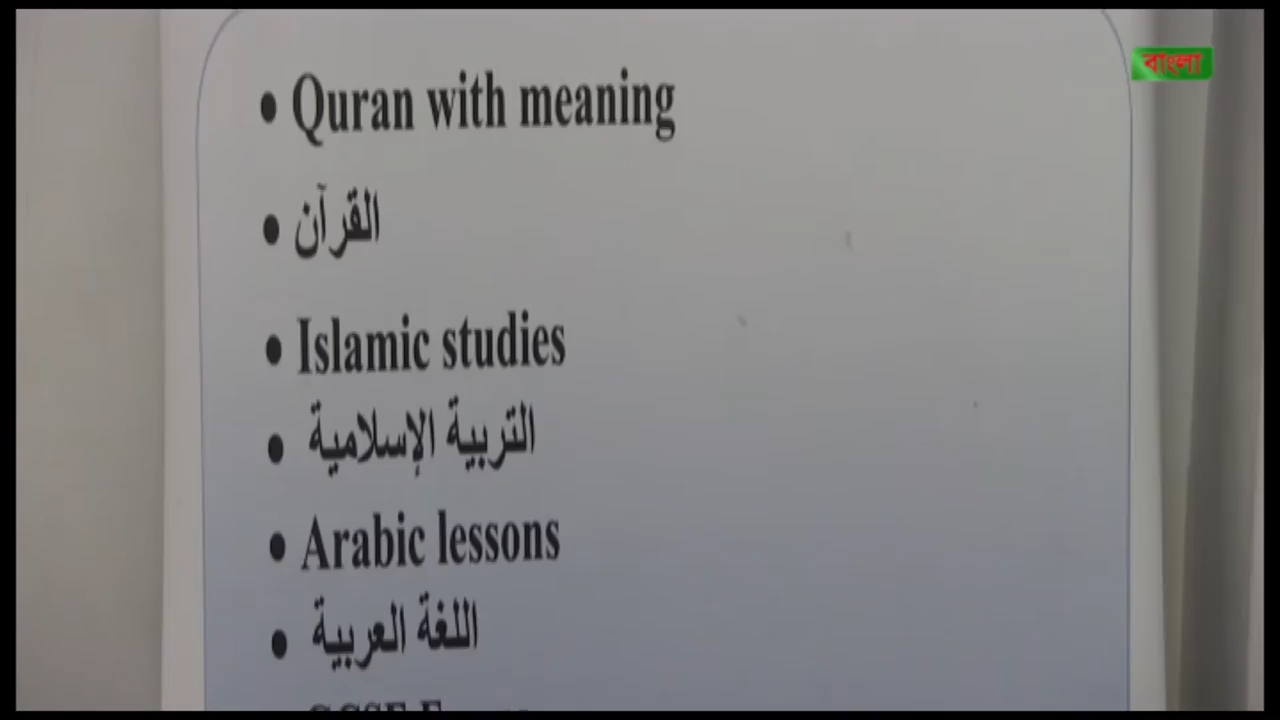 বাংলা
• Quran with meaning
• القرآن
• Islamic studies
• التربية الإسلامية
• Arabic lessons
• اللغة العربية